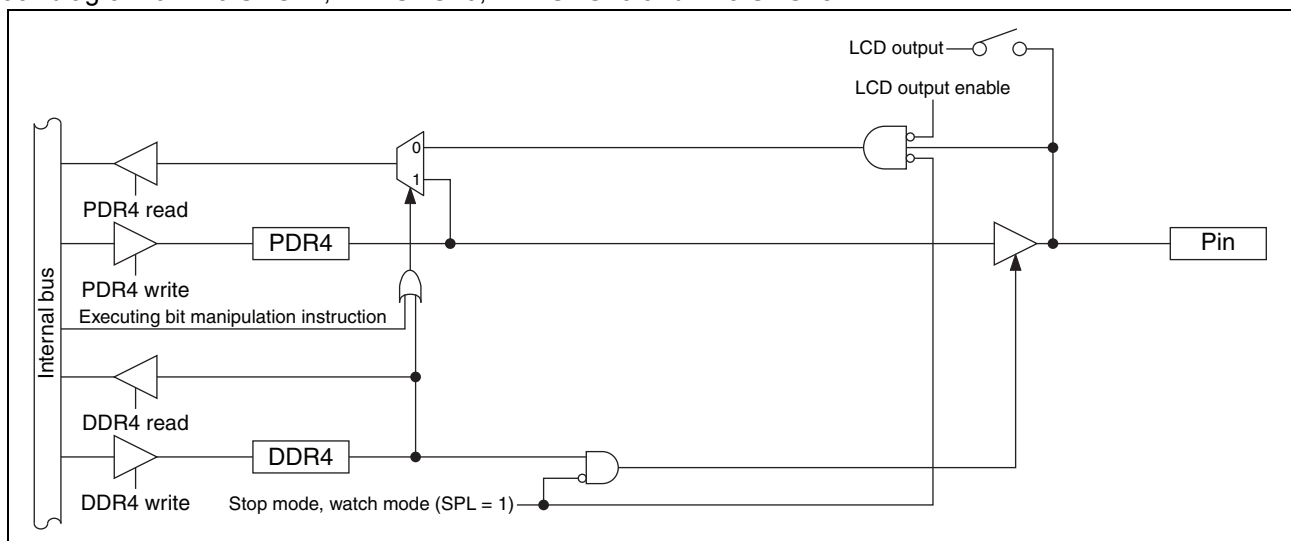 LCD output
LCD output enable
0
1
PDR4 read
PDR4
Pin
PDR4 write
Executing bit manipulation instruction
Internal bus
DDR4 read
DDR4
DDR4 write
Stop mode, watch mode (SPL = 1)